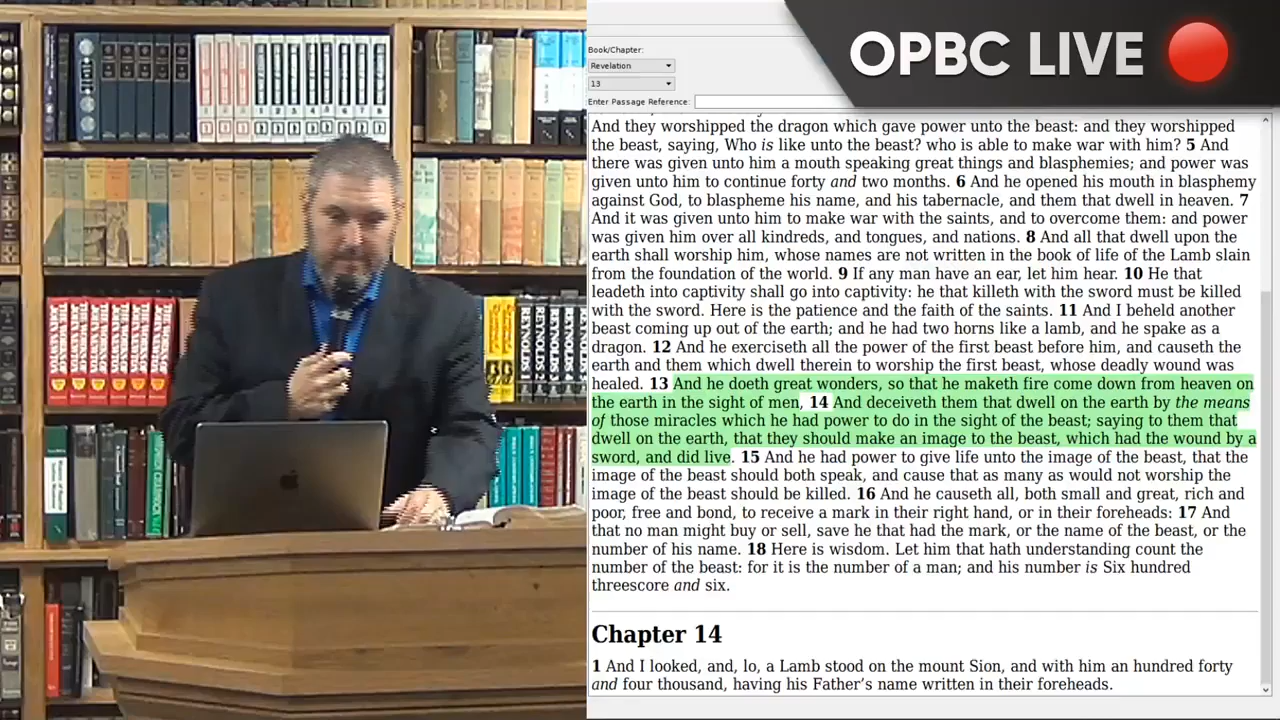 OPBC LIVE
Book/Chapter:
Revelation
13
Enter Passage Reference:
And they worshipped the dragon which gave power unto the beast: and they worshipped
the beast, saying, Who is like unto the beast? who is able to make war with him? 5 And
there was given unto him a mouth speaking great things and blasphemies; and power was
given unto him to continue forty and two months. 6 And he opened his mouth in blasphemy
against God, to blaspheme his name, and his tabernacle, and them that dwell in heaven. 7
And it was given unto him to make war with the saints, and to overcome them: and power
was given him over all kindreds, and tongues, and nations. 8 And all that dwell upon the
earth shall worship him, whose names are not written in the book of life of the Lamb slain
from the foundation of the world. 9 If any man have an ear, let him hear. 10 He that
leadeth into captivity shall go into captivity: he that killeth with the sword must be killed
with the sword. Here is the patience and the faith of the saints. 11 And I beheld another
beast coming up out of the earth; and he had two horns like a lamb, and he spake as a
dragon. 12 And he exerciseth all the power of the first beast before him, and causeth the
earth and them which dwell therein to worship the first beast, whose deadly wound was
healed. 13 And he doeth great wonders, so that he maketh fire come down from heaven on
the earth in the sight of men, 14 And deceiveth them that dwell on the earth by the means
of those miracles which he had power to do in the sight of the beast; saying to them that
dwell on the earth, that they should make an image to the beast, which had the wound by a
sword, and did live. 15 And he had power to give life unto the image of the beast, that the
image of the beast should both speak, and cause that as many as would not worship the
image of the beast should be killed. 16 And he causeth all, both small and great, rich and
poor, free and bond, to receive a mark in their right hand, or in their foreheads: 17 And
that no man might buy or sell, save he that had the mark, or the name of the beast, or the
number of his name. 18 Here is wisdom. Let him that hath understanding count the
number of the beast: for it is the number of a man; and his number is Six hundred
threescore and six.
Chapter 14
1 And I looked, and, lo, a Lamb stood on the mount Sion, and with him an hundred forty
and four thousand, having his Father's name written in their foreheads.
REYNOLDS
REYNOLDS